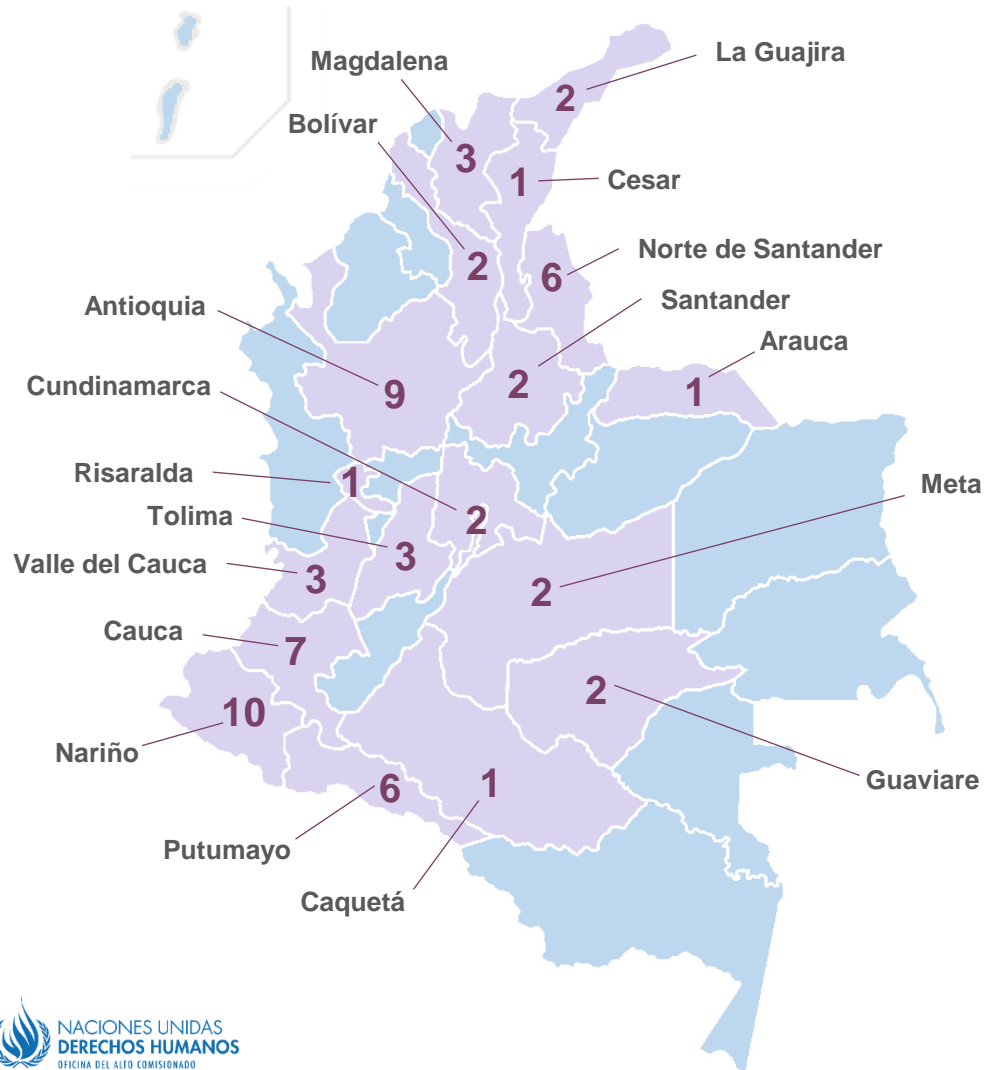 La Guajira
Magdalena
2
Bolívar
3
1
Cesar
Norte de Santander
2
6
Santander
Antioquia
Arauca
Cundinamarca
9
2
1
Risaralda
1
Meta
Tolima
2
Valle del Cauca
3
3
2
Cauca
7
2
10
Nariño
6
1
Guaviare
Putumayo
Caquetá
NACIONES UNIDAS
DERECHOS HUMANOS
OFICINA DEL ALTO COMISIONADO